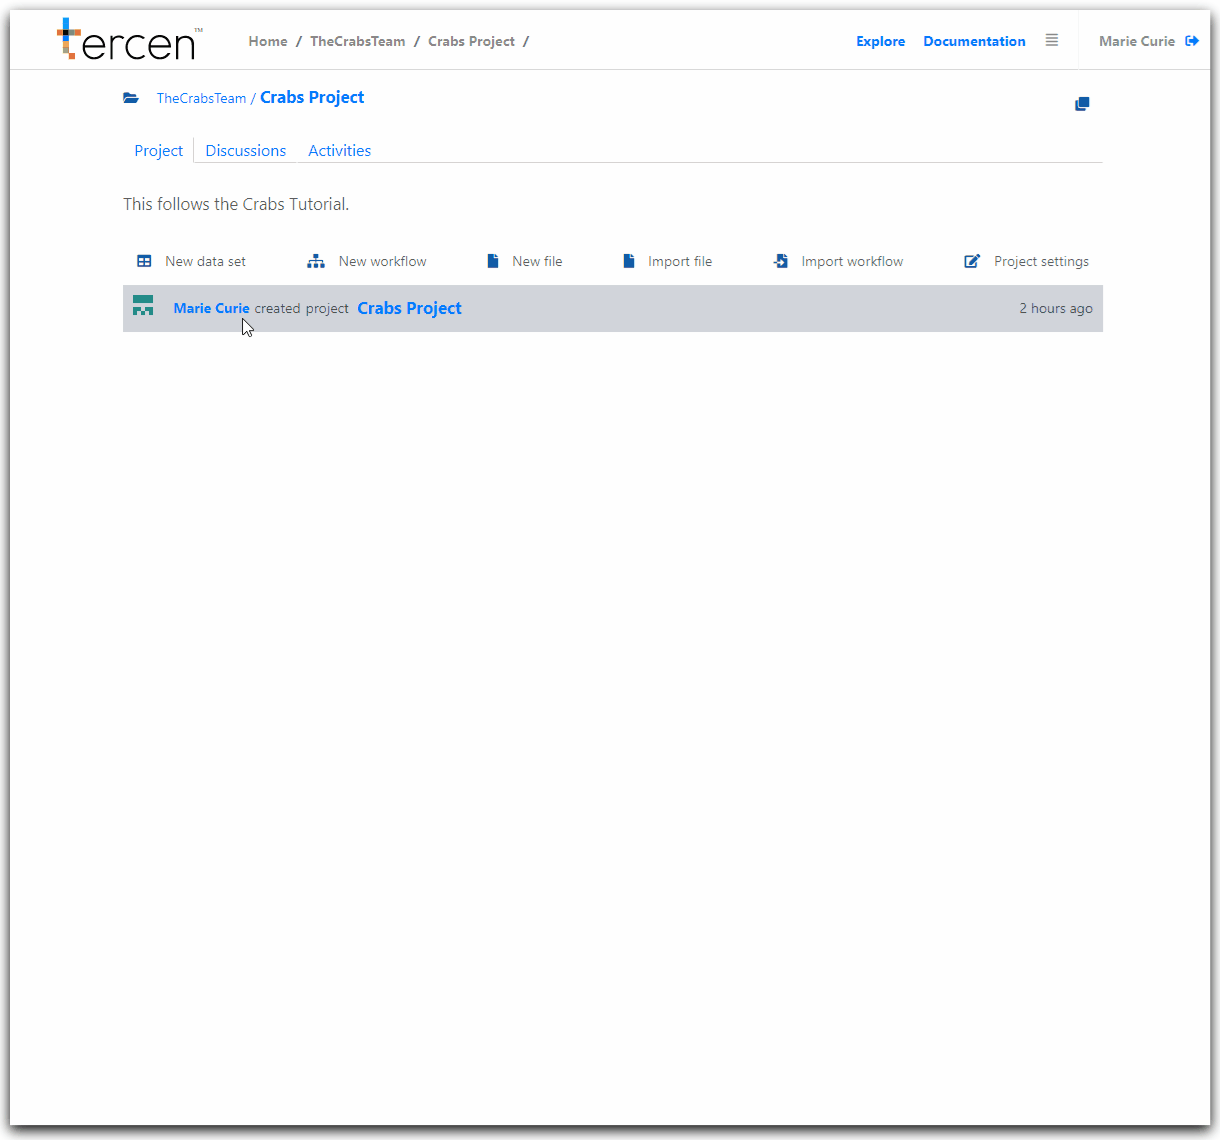 tercen™ Home / TheCrabsTeam / Crabs Project / Explore Documentation Marie Curie
TheCrabsTeam / Crabs Project
Project Discussions Activities
This follows the Crabs Tutorial.
New data set New workflow New file Import file Import workflow Project settings
Marie Curie created project Crabs Project 2 hours ago